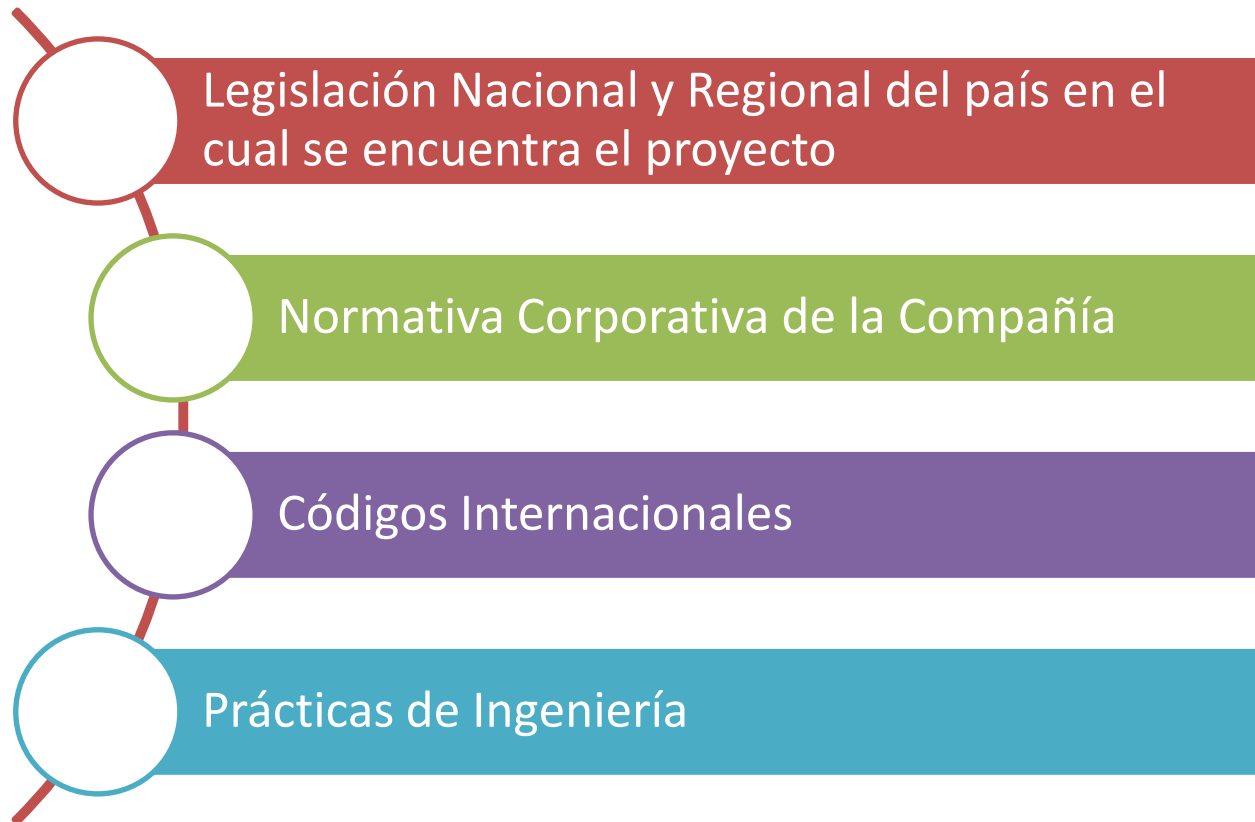 Legislación Nacional y Regional del país en el
cual se encuentra el proyecto
Normativa Corporativa de la Compañía
Códigos Internacionales
Prácticas de Ingeniería